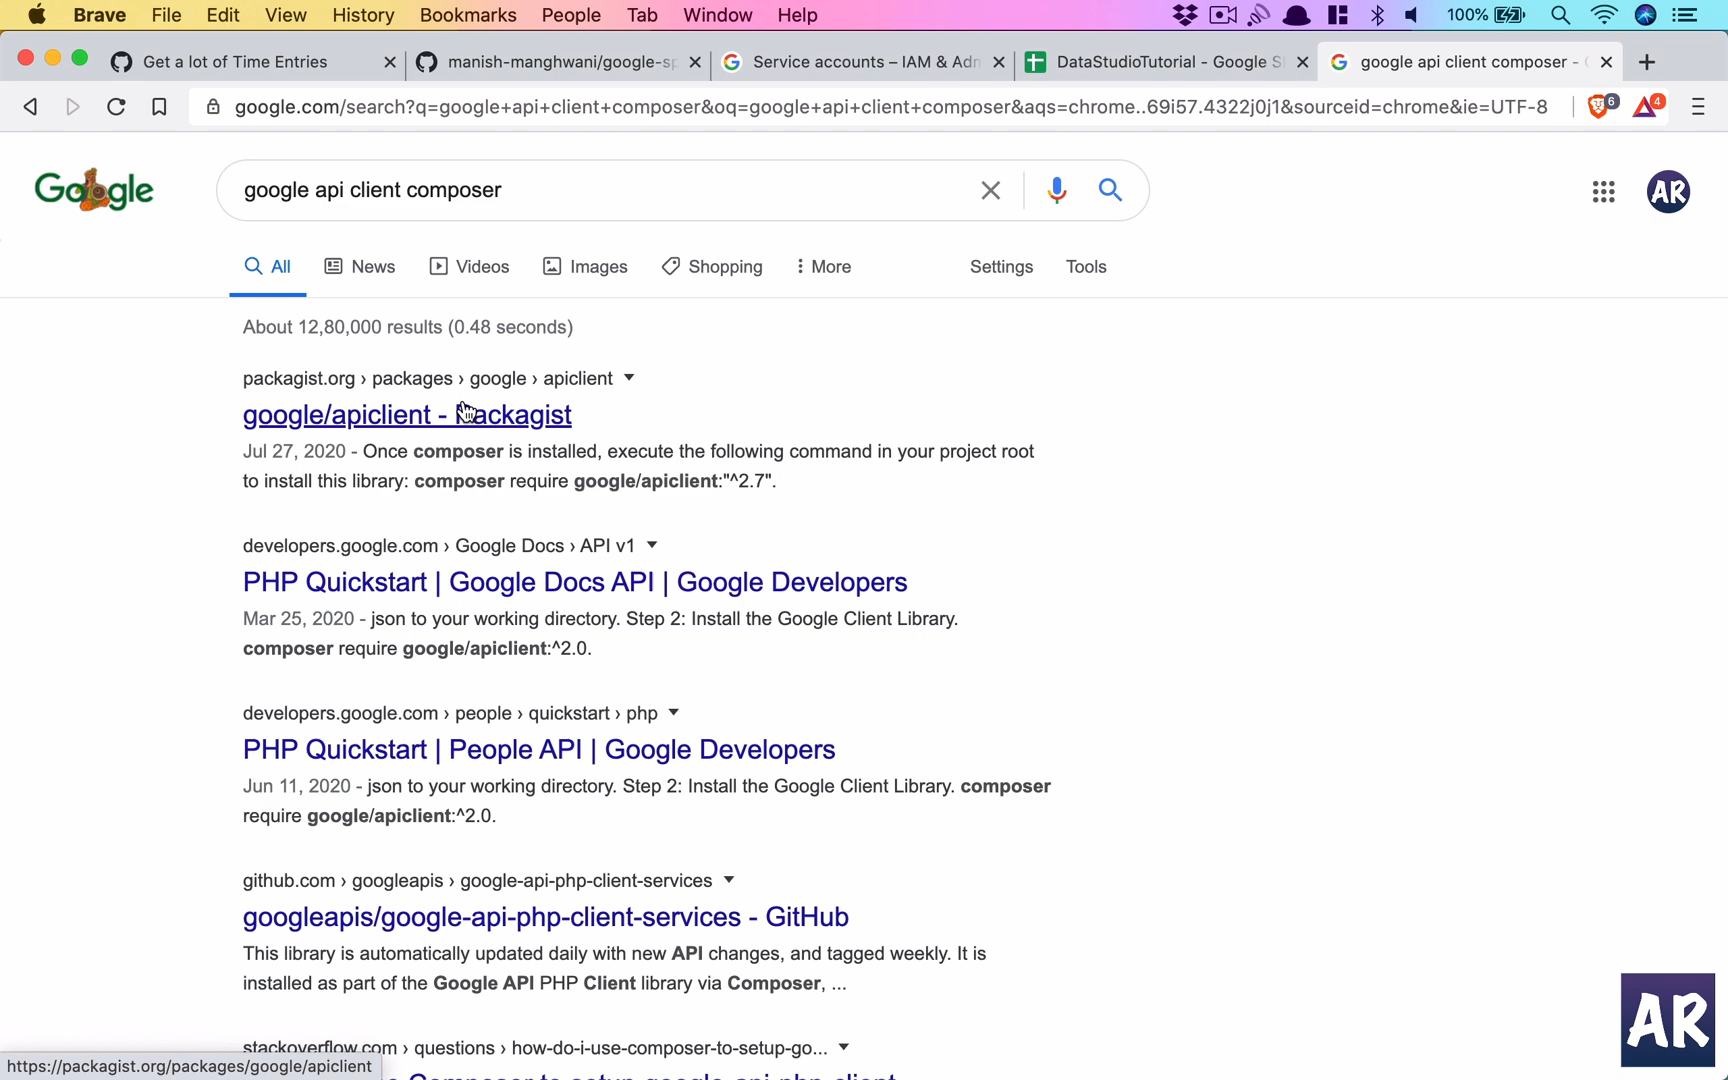 Brave File Edit View History Bookmarks People Tab Window Help 100%
Get a lot of Time Entries manish-manghwani/google-sp Service accounts – IAM & Adn DataStudioTutorial - Google S google api client composer -
google.com/search?q=google+api+client+composer&oq=google+api+client+composer&aqs=chrome..69i57.4322j0j1&sourceid=chrome&ie=UTF-8 6 4
Google google api client composer AR
All News Videos Images Shopping More Settings Tools
About 12,80,000 results (0.48 seconds)
packagist.org › packages › google › apiclient
google/apiclient - Packagist
Jul 27, 2020 - Once composer is installed, execute the following command in your project root
to install this library: composer require google/apiclient:"^2.7".
developers.google.com › Google Docs › API v1
PHP Quickstart | Google Docs API | Google Developers
Mar 25, 2020 - json to your working directory. Step 2: Install the Google Client Library.
composer require google/apiclient:^2.0.
developers.google.com › people › quickstart › php
PHP Quickstart | People API | Google Developers
Jun 11, 2020 - json to your working directory. Step 2: Install the Google Client Library. composer
require google/apiclient:^2.0.
github.com › googleapis › google-api-php-client-services
googleapis/google-api-php-client-services - GitHub
This library is automatically updated daily with new API changes, and tagged weekly. It is
installed as part of the Google API PHP Client library via Composer, ...
stackoverflow.com › questions › how-do-i-use-composer-to-setup-go...
Composer to setup google-api-php-client
https://packagist.org/packages/google/apiclient
AR